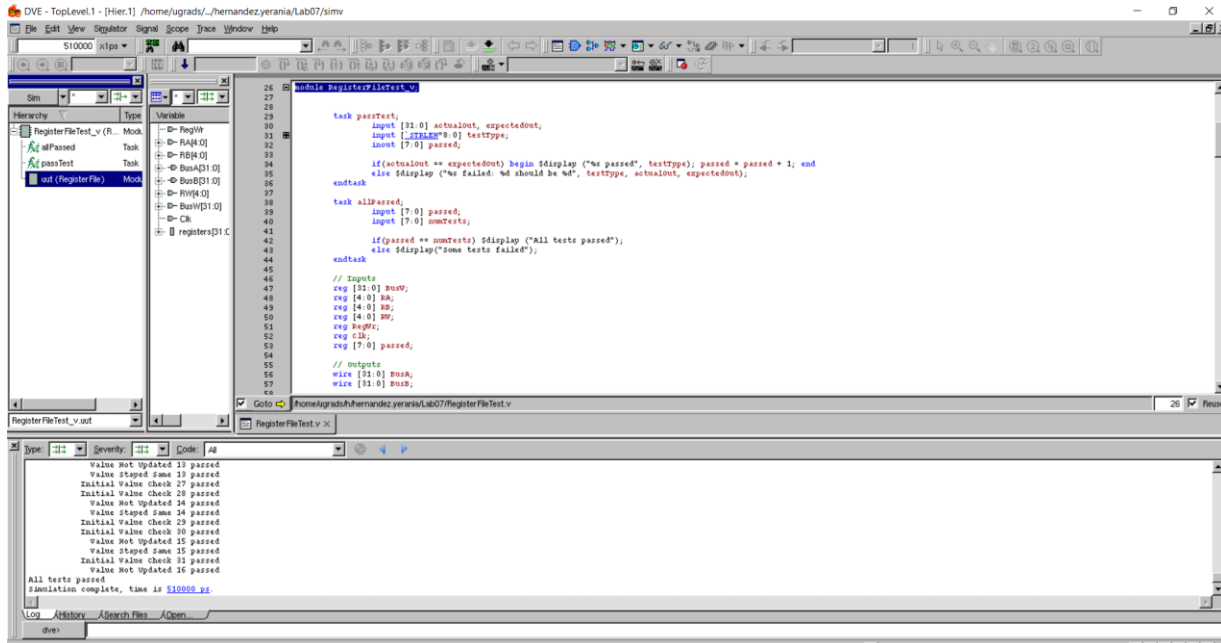 DVE - TopLevel.1 - [Hier.1] /home/ugrads/.../hernandez.yerania/Lab07/simv
File Edit View Simulator Signal Scope Trace Window Help
510000 x1ps
Sim
Hierarchy Type
RegisterFileTest_v (R... Modu
allPassed Task
passTest Task
uut (RegisterFile) Modu
RegisterFileTest_v.uut
Variable
RegWr
RA[4:0]
RB[4:0]
BusA[31:0]
BusB[31:0]
RW[4:0]
BusW[31:0]
Clk
registers[31:0
26 module RegisterFileTest_v;
27
28
29 task passTest;
30 input [31:0] actualOut, expectedOut;
31 input [`STRLEN*8:0] testType;
32 inout [7:0] passed;
33
34 if(actualOut == expectedOut) begin $display ("%s passed", testType); passed = passed + 1; end
35 else $display ("%s failed: %d should be %d", testType, actualOut, expectedOut);
36 endtask
37
38 task allPassed;
39 input [7:0] passed;
40 input [7:0] numTests;
41
42 if(passed == numTests) $display ("All tests passed");
43 else $display("Some tests failed");
44 endtask
45
46 // Inputs
47 reg [31:0] BusW;
48 reg [4:0] RA;
49 reg [4:0] RB;
50 reg [4:0] RW;
51 reg RegWr;
52 reg Clk;
53 reg [7:0] passed;
54
55 // Outputs
56 wire [31:0] BusA;
57 wire [31:0] BusB;
58
Goto /home/ugrads/h/hernandez.yerania/Lab07/RegisterFileTest.v 26 Reus
RegisterFileTest.v
Type: Severity: Code: All
Value Not Updated 13 passed
Value Stayed Same 13 passed
Initial Value Check 27 passed
Initial Value Check 28 passed
Value Not Updated 14 passed
Value Stayed Same 14 passed
Initial Value Check 29 passed
Initial Value Check 30 passed
Value Not Updated 15 passed
Value Stayed Same 15 passed
Initial Value Check 31 passed
Value Not Updated 16 passed
All tests passed
Simulation complete, time is 510000 ps.
Log History Search Files Open...
dve>